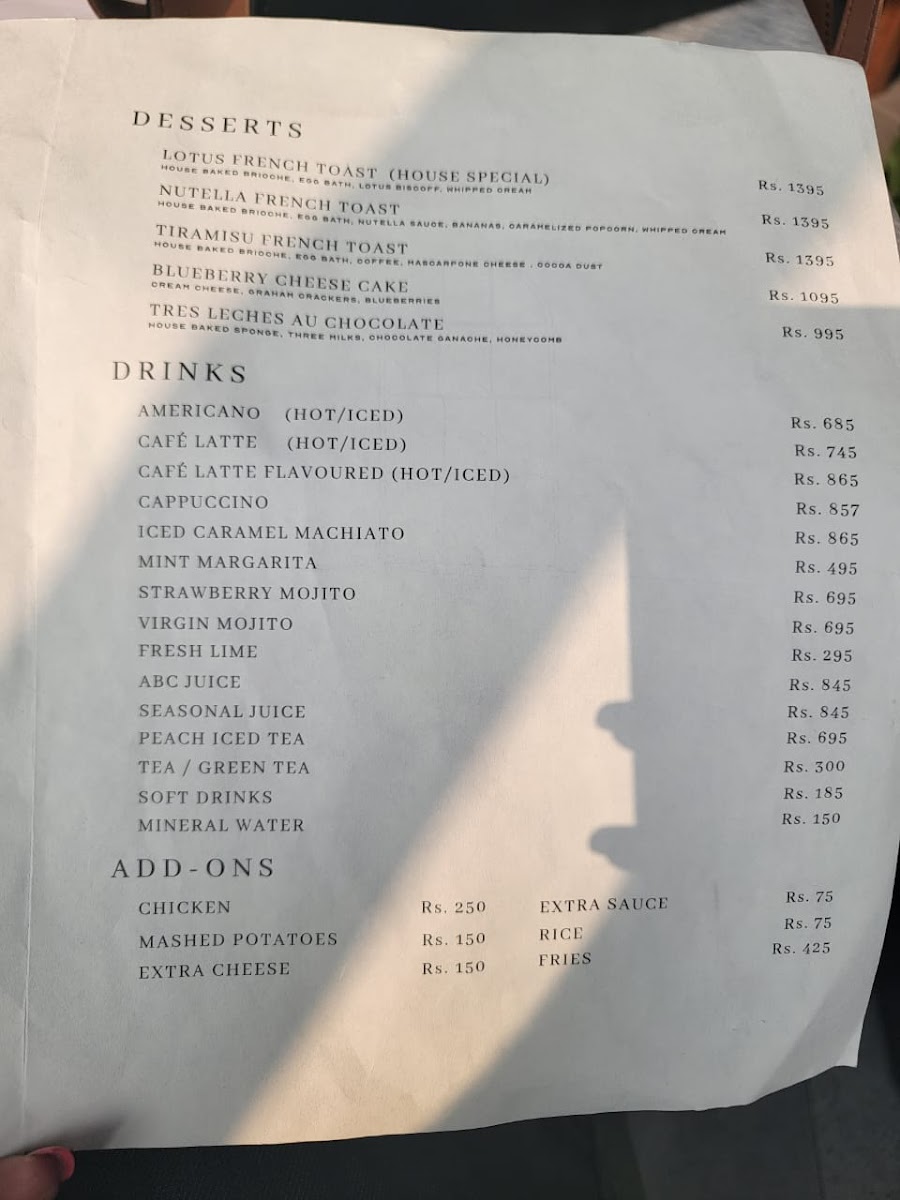 DESSERTS
LOTUS FRENCH TOAST (HOUSE SPECIAL) Rs. 1395
HOUSE BAKED BRIOCHE, EGG BATH, LOTUS BISCOFF, WHIPPED CREAM
NUTELLA FRENCH TOAST Rs. 1395
HOUSE BAKED BRIOCHE, EGG BATH, NUTELLA SAUCE, BANANAS, CARAMELIZED POPCORN, WHIPPED CREAM
TIRAMISU FRENCH TOAST Rs. 1395
HOUSE BAKED BRIOCHE, EGG BATH, COFFEE, MASCARPONE CHEESE , COCOA DUST
BLUEBERRY CHEESE CAKE Rs. 1095
CREAM CHEESE, GRAHAM CRACKERS, BLUEBERRIES
TRES LECHES AU CHOCOLATE Rs. 995
HOUSE BAKED SPONGE, THREE MILKS, CHOCOLATE GANACHE, HONEYCOMB
DRINKS
AMERICANO (HOT/ICED) Rs. 685
CAFÉ LATTE (HOT/ICED) Rs. 745
CAFÉ LATTE FLAVOURED (HOT/ICED) Rs. 865
CAPPUCCINO Rs. 857
ICED CARAMEL MACHIATO Rs. 865
MINT MARGARITA Rs. 495
STRAWBERRY MOJITO Rs. 695
VIRGIN MOJITO Rs. 695
FRESH LIME Rs. 295
ABC JUICE Rs. 845
SEASONAL JUICE Rs. 845
PEACH ICED TEA Rs. 695
TEA / GREEN TEA Rs. 300
SOFT DRINKS Rs. 185
MINERAL WATER Rs. 150
ADD-ONS
CHICKEN Rs. 250 EXTRA SAUCE Rs. 75
MASHED POTATOES Rs. 150 RICE Rs. 75
EXTRA CHEESE Rs. 150 FRIES Rs. 425